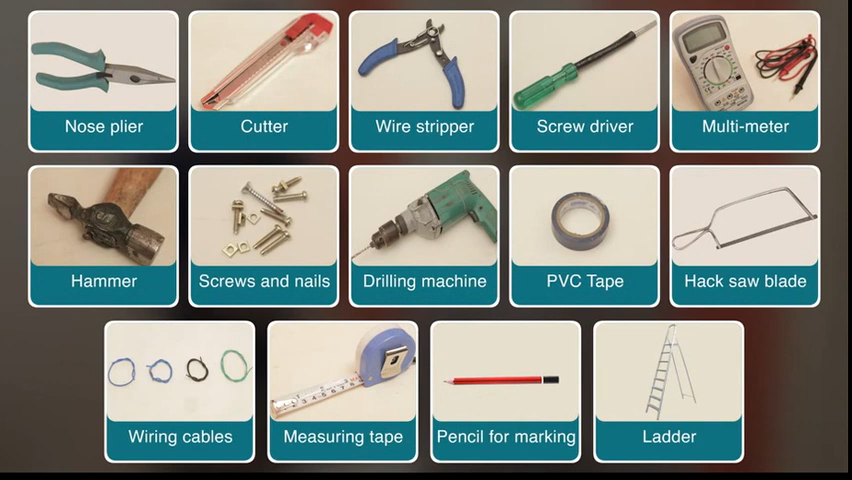 Nose plier
Cutter
Wire stripper
Screw driver
Multi-meter
Hammer
Screws and nails
Drilling machine
PVC Tape
Hack saw blade
Wiring cables
Measuring tape
Pencil for marking
Ladder